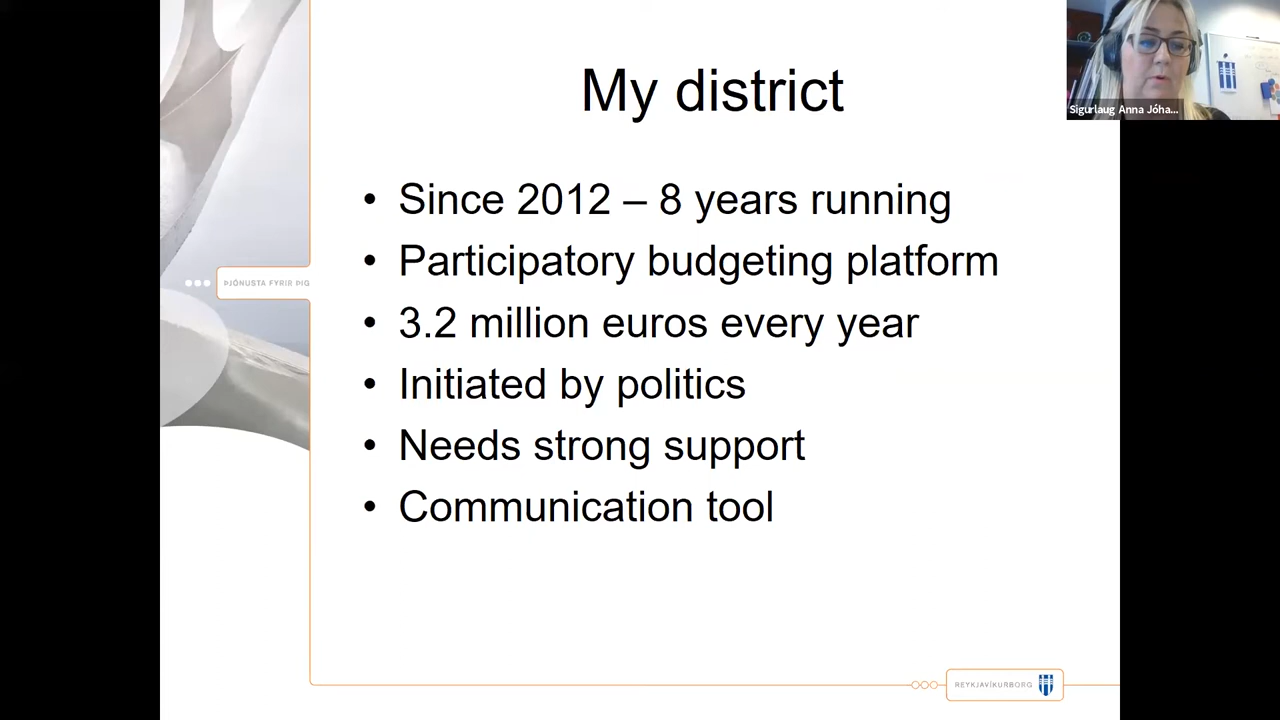 My district
Sigurlaug Anna Jóha...
• Since 2012 – 8 years running
• Participatory budgeting platform
ÞJÓNUSTA FYRIR ÞIG
• 3.2 million euros every year
• Initiated by politics
• Needs strong support
• Communication tool
REYKJAVÍKURBORG